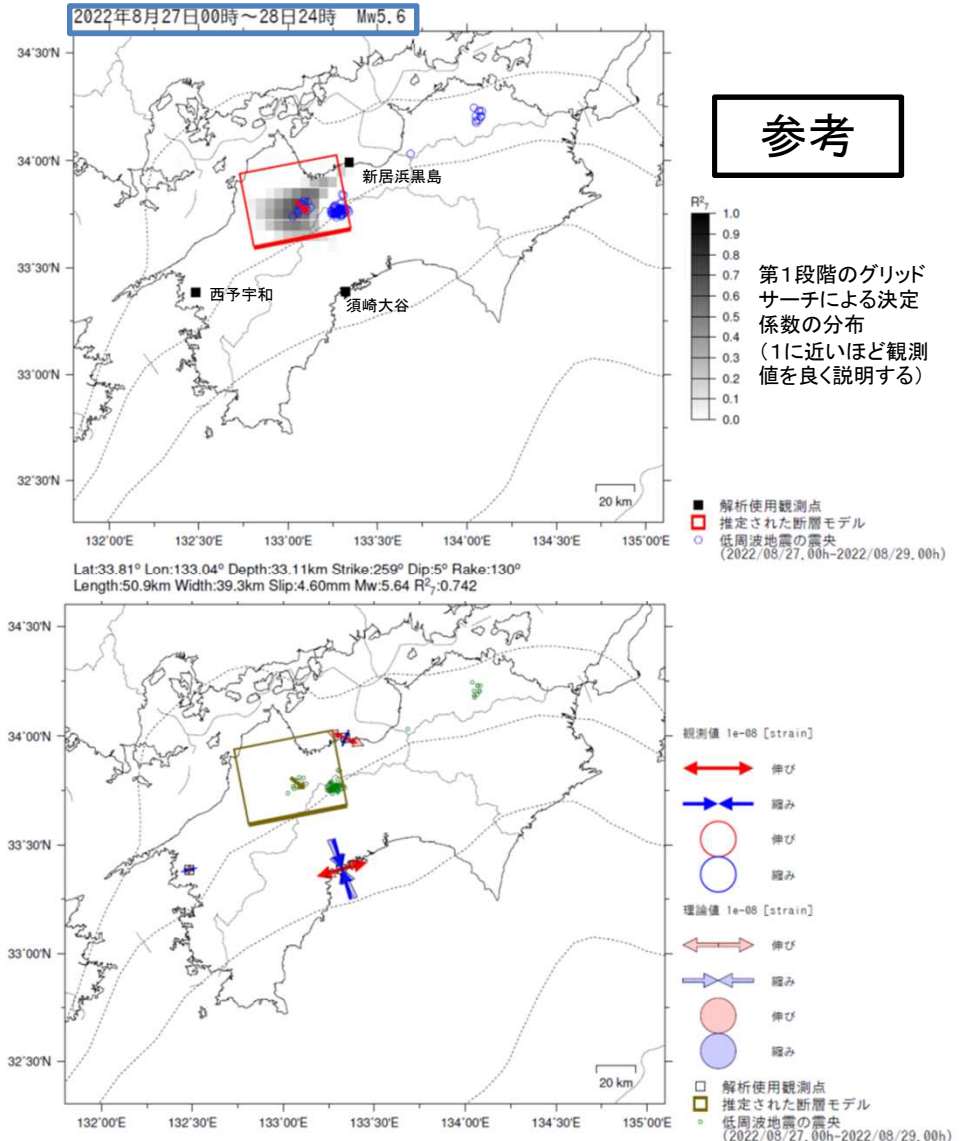 2022年8月27日00時～28日24時　Mw5.6
参考
34˚30'N
34˚00'N
33˚30'N
33˚00'N
32˚30'N
新居浜黒島
西予宇和
須崎大谷
132˚00'E
132˚30'E
133˚00'E
133˚30'E
134˚00'E
134˚30'E
135˚00'E
20 km
R²₇
1.0
0.9
0.8
0.7
0.6
0.5
0.4
0.3
0.2
0.1
0.0
第１段階のグリッド
サーチによる決定
係数の分布
（１に近いほど観測
値を良く説明する）
解析使用観測点
推定された断層モデル
低周波地震の震央
(2022/08/27.00h-2022/08/29.00h)
Lat:33.81º Lon:133.04º Depth:33.11km Strike:259º Dip:5º Rake:130º
Length:50.9km Width:39.3km Slip:4.60mm Mw:5.64 R²₇:0.742
34˚30'N
34˚00'N
33˚30'N
33˚00'N
32˚30'N
132˚00'E
132˚30'E
133˚00'E
133˚30'E
134˚00'E
134˚30'E
135˚00'E
20 km
観測値 1e-08 [strain]
伸び
縮み
伸び
縮み
理論値 1e-08 [strain]
伸び
縮み
伸び
縮み
解析使用観測点
推定された断層モデル
低周波地震の震央
(2022/08/27.00h-2022/08/29.00h)